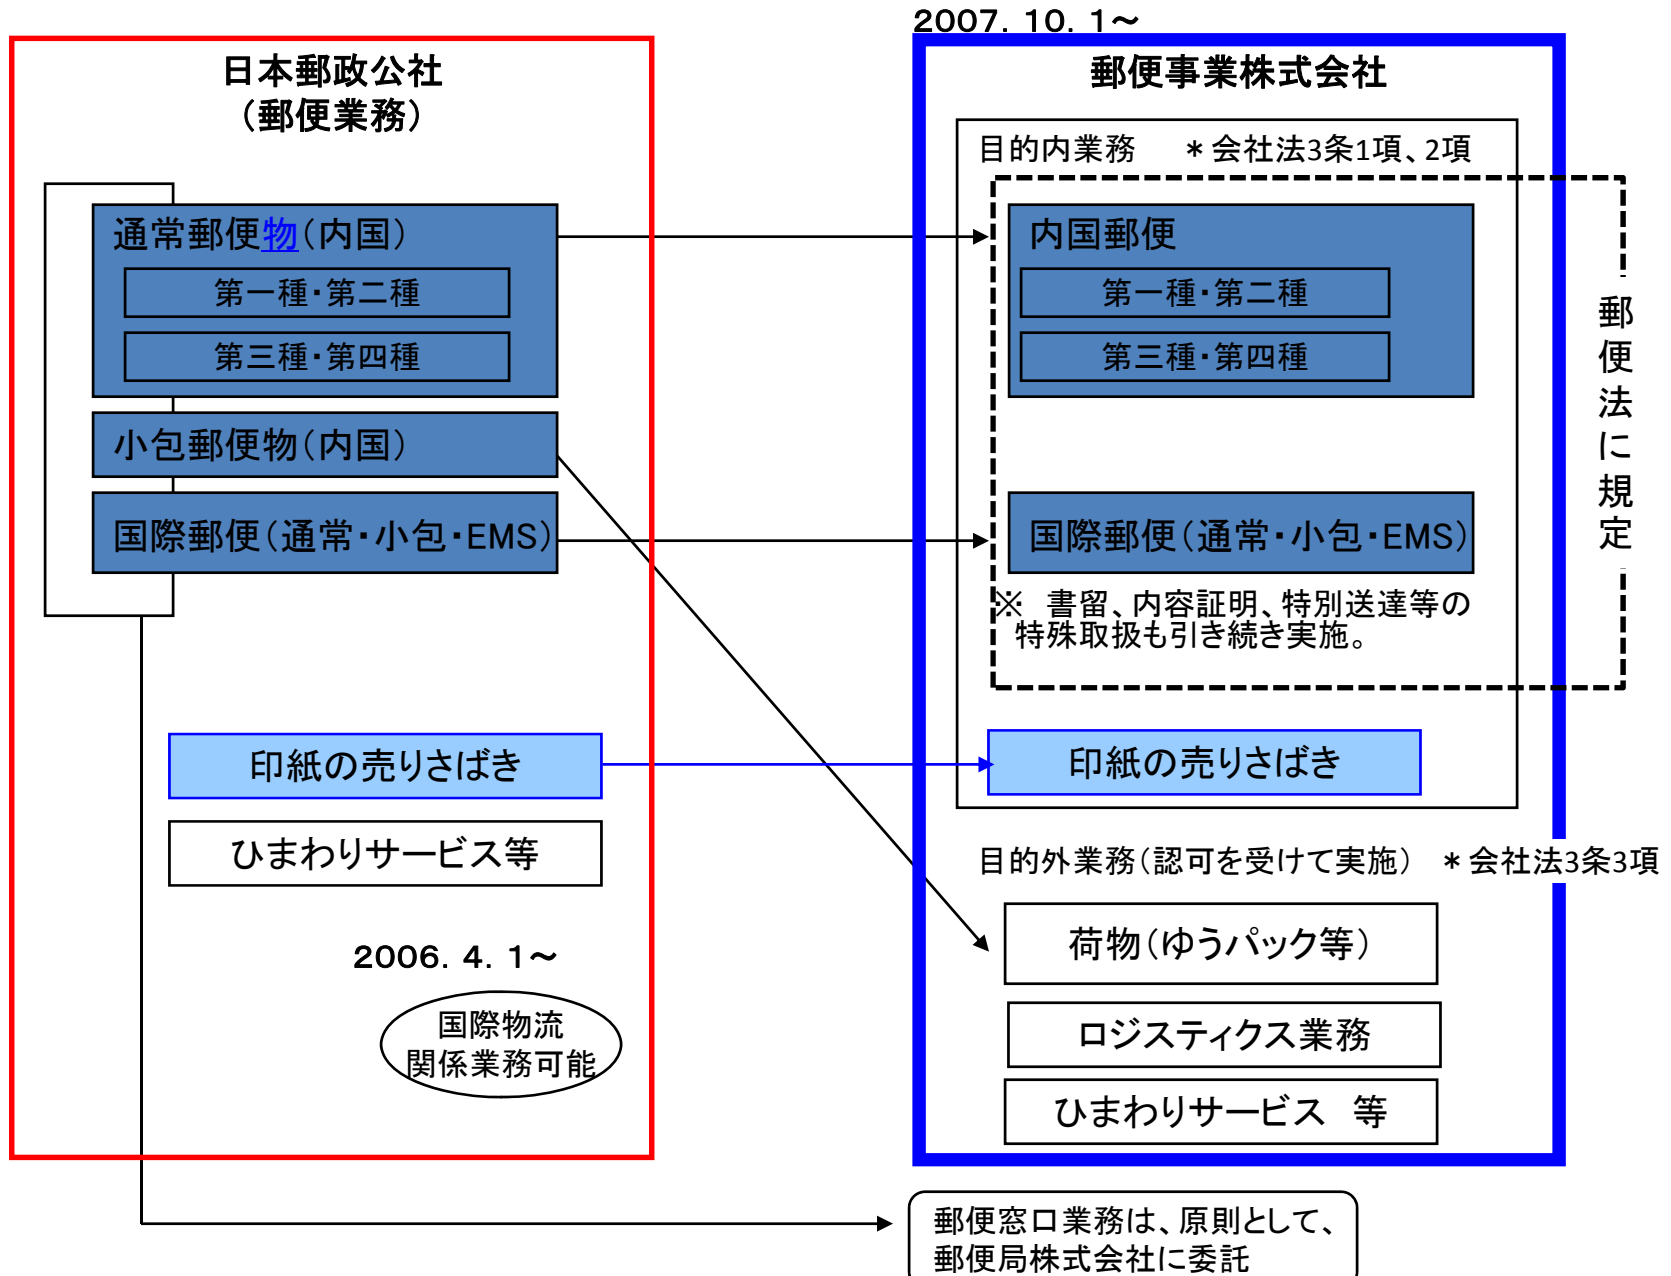 2007. 10. 1～
日本郵政公社
（郵便業務）
通常郵便物（内国）
第一種・第二種
第三種・第四種
小包郵便物（内国）
国際郵便（通常・小包・EMS）
印紙の売りさばき
ひまわりサービス等
2006. 4. 1～
国際物流
関係業務可能
郵便事業株式会社
目的内業務　＊会社法3条1項、2項
内国郵便
第一種・第二種
第三種・第四種
国際郵便（通常・小包・EMS）
※　書留、内容証明、特別送達等の
特殊取扱も引き続き実施。
郵便法に規定
印紙の売りさばき
目的外業務（認可を受けて実施）　＊会社法3条3項
荷物（ゆうパック等）
ロジスティクス業務
ひまわりサービス　等
郵便窓口業務は、原則として、
郵便局株式会社に委託